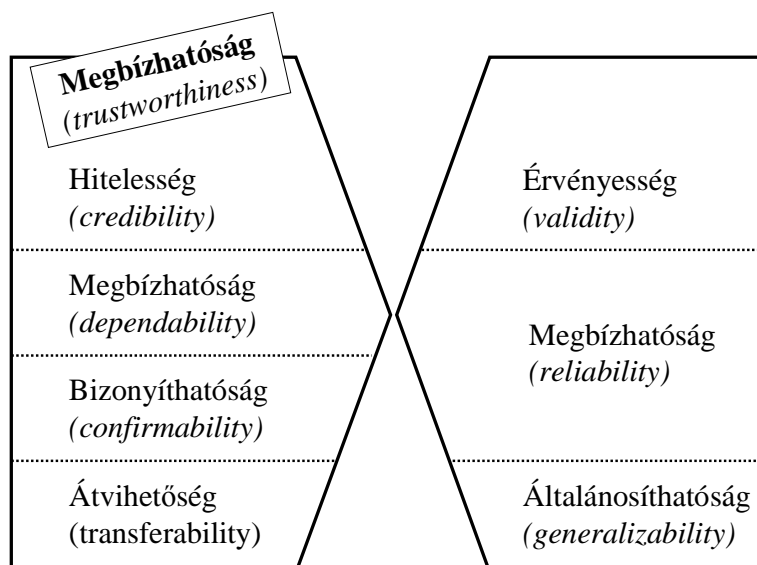 Megbízhatóság
(trustworthiness)
Hitelesség
(credibility)
Megbízhatóság
(dependability)
Bizonyíthatóság
(confirmability)
Átvihetőség
(transferability)
Érvényesség
(validity)
Megbízhatóság
(reliability)
Általánosíthatóság
(generalizability)